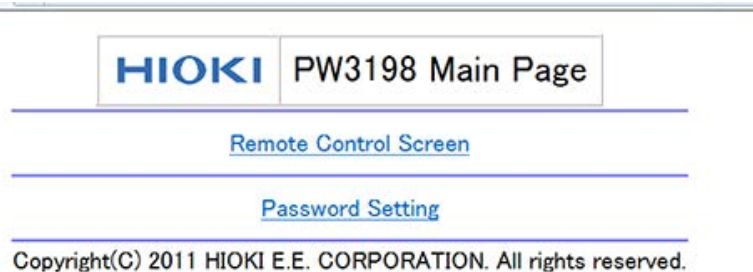 HIOKI PW3198 Main Page
Remote Control Screen
Password Setting
Copyright(C) 2011 HIOKI E.E. CORPORATION. All rights reserved.